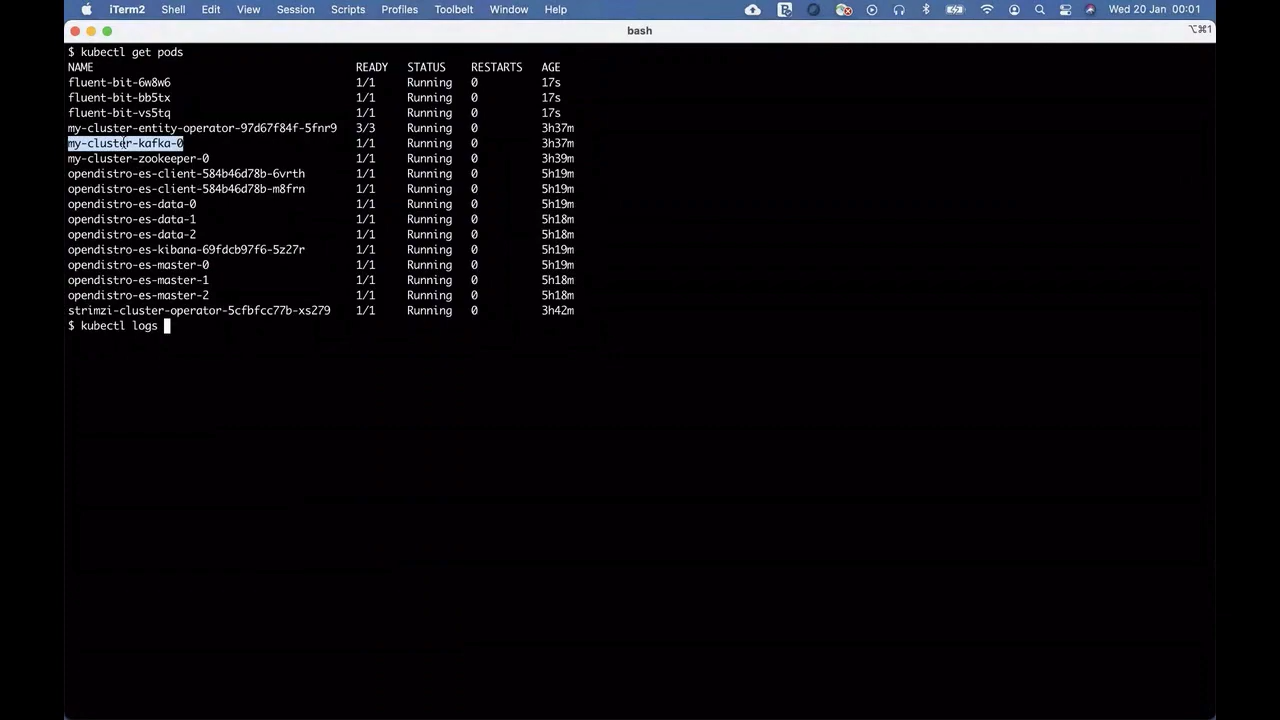 iTerm2 Shell Edit View Session Scripts Profiles Toolbelt Window Help Wed 20 Jan 00:01
bash ⌥⌘1
$ kubectl get pods
NAME READY STATUS RESTARTS AGE
fluent-bit-6w8w6 1/1 Running 0 17s
fluent-bit-bb5tx 1/1 Running 0 17s
fluent-bit-vs5tq 1/1 Running 0 17s
my-cluster-entity-operator-97d67f84f-5fnr9 3/3 Running 0 3h37m
my-cluster-kafka-0 1/1 Running 0 3h37m
my-cluster-zookeeper-0 1/1 Running 0 3h39m
opendistro-es-client-584b46d78b-6vrth 1/1 Running 0 5h19m
opendistro-es-client-584b46d78b-m8frn 1/1 Running 0 5h19m
opendistro-es-data-0 1/1 Running 0 5h19m
opendistro-es-data-1 1/1 Running 0 5h18m
opendistro-es-data-2 1/1 Running 0 5h18m
opendistro-es-kibana-69fdcb97f6-5z27r 1/1 Running 0 5h19m
opendistro-es-master-0 1/1 Running 0 5h19m
opendistro-es-master-1 1/1 Running 0 5h18m
opendistro-es-master-2 1/1 Running 0 5h18m
strimzi-cluster-operator-5cfbfcc77b-xs279 1/1 Running 0 3h42m
$ kubectl logs